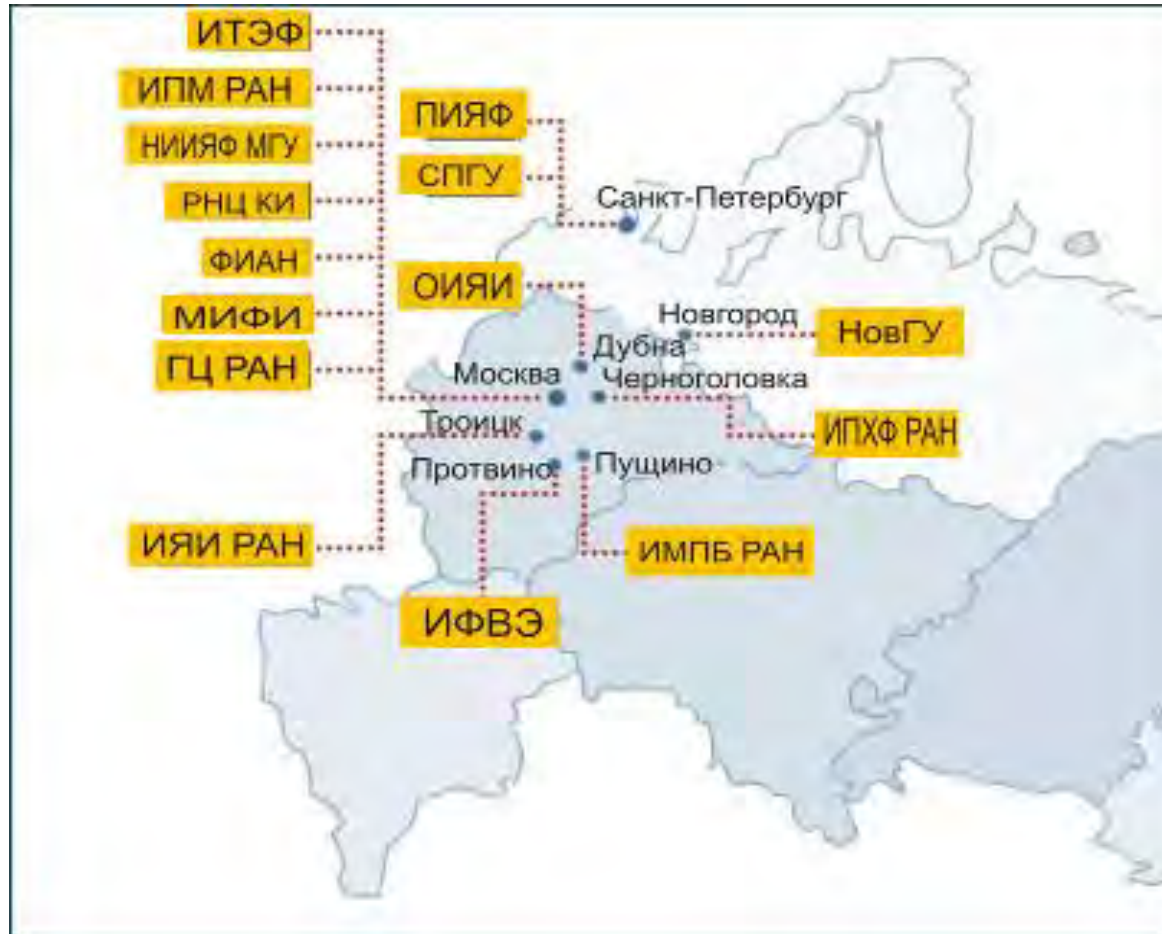 ИТЭФ
ИПМ РАН
НИИЯФ МГУ
РНЦ КИ
ФИАН
МИФИ
ГЦ РАН
ПИЯФ
СПГУ
Санкт-Петербург
ОИЯИ
Новгород
НовГУ
Дубна
Москва
Черноголовка
Троицк
ИПХФ РАН
Протвино
Пущино
ИЯИ РАН
ИМПБ РАН
ИФВЭ